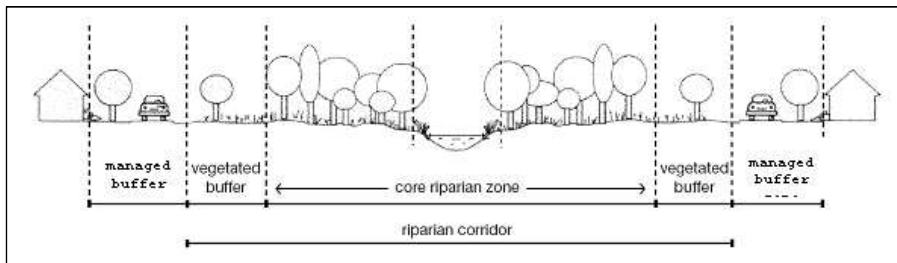 managed
buffer
vegetated
buffer
core riparian zone
vegetated
buffer
managed
buffer
riparian corridor